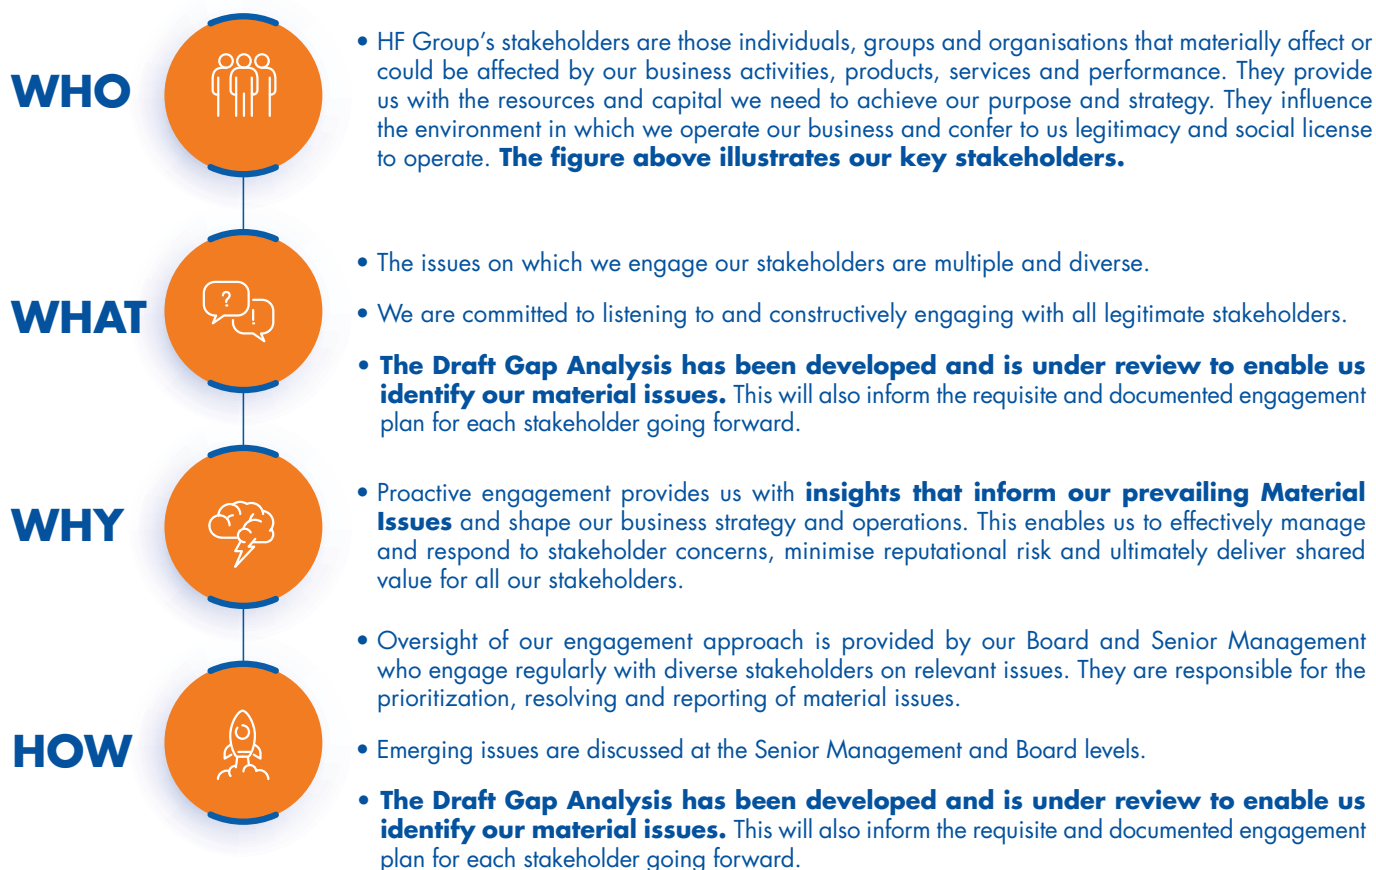 WHO
• HF Group's stakeholders are those individuals, groups and organisations that materially affect or
could be affected by our business activities, products, services and performance. They provide
us with the resources and capital we need to achieve our purpose and strategy. They influence
the environment in which we operate our business and confer to us legitimacy and social license
to operate. The figure above illustrates our key stakeholders.
WHAT
?
!
• The issues on which we engage our stakeholders are multiple and diverse.
• We are committed to listening to and constructively engaging with all legitimate stakeholders.
• The Draft Gap Analysis has been developed and is under review to enable us
identify our material issues. This will also inform the requisite and documented engagement
plan for each stakeholder going forward.
WHY
• Proactive engagement provides us with insights that inform our prevailing Material
Issues and shape our business strategy and operations. This enables us to effectively manage
and respond to stakeholder concerns, minimise reputational risk and ultimately deliver shared
value for all our stakeholders.
HOW
• Oversight of our engagement approach is provided by our Board and Senior Management
who engage regularly with diverse stakeholders on relevant issues. They are responsible for the
prioritization, resolving and reporting of material issues.
• Emerging issues are discussed at the Senior Management and Board levels.
• The Draft Gap Analysis has been developed and is under review to enable us
identify our material issues. This will also inform the requisite and documented engagement
plan for each stakeholder going forward.